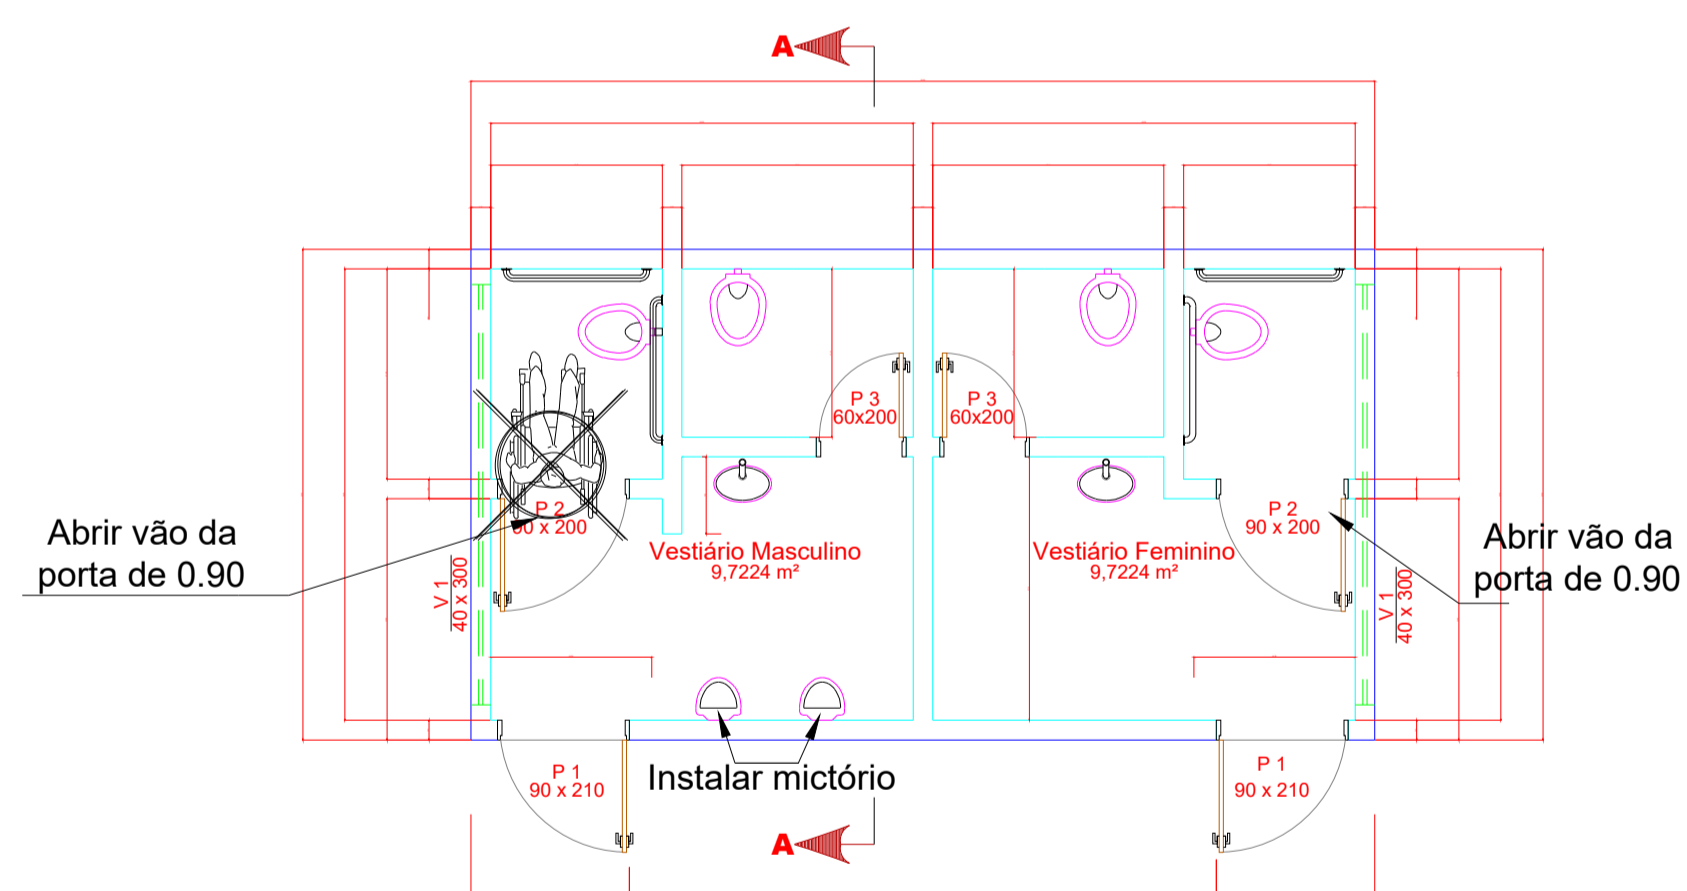 A
P 3
60x200
P 3
60x200
P 2
90 x 200
P 2
90 x 200
Abrir vão da
porta de 0.90
Abrir vão da
porta de 0.90
Vestiário Masculino
9,7224 m²
Vestiário Feminino
9,7224 m²
V 1
40 x 300
V 1
40 x 300
P 1
90 x 210
Instalar mictório
P 1
90 x 210
A